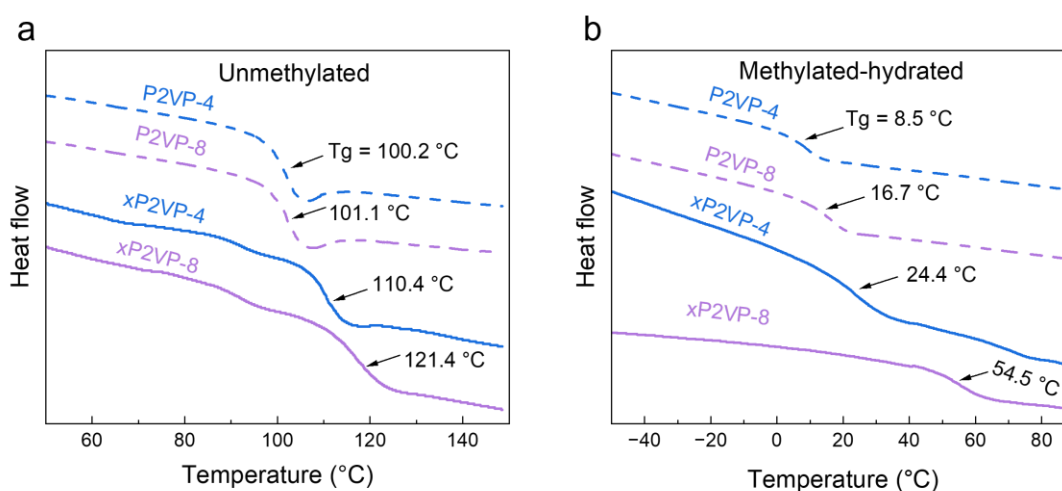 a
Unmethylated
P2VP-4
Tg = 100.2 °C
P2VP-8
101.1 °C
xP2VP-4
110.4 °C
xP2VP-8
121.4 °C
Heat flow
60 80 100 120 140
Temperature (°C)
b
Methylated-hydrated
P2VP-4
Tg = 8.5 °C
P2VP-8
16.7 °C
xP2VP-4
24.4 °C
xP2VP-8
54.5 °C
Heat flow
−40 −20 0 20 40 60 80
Temperature (°C)